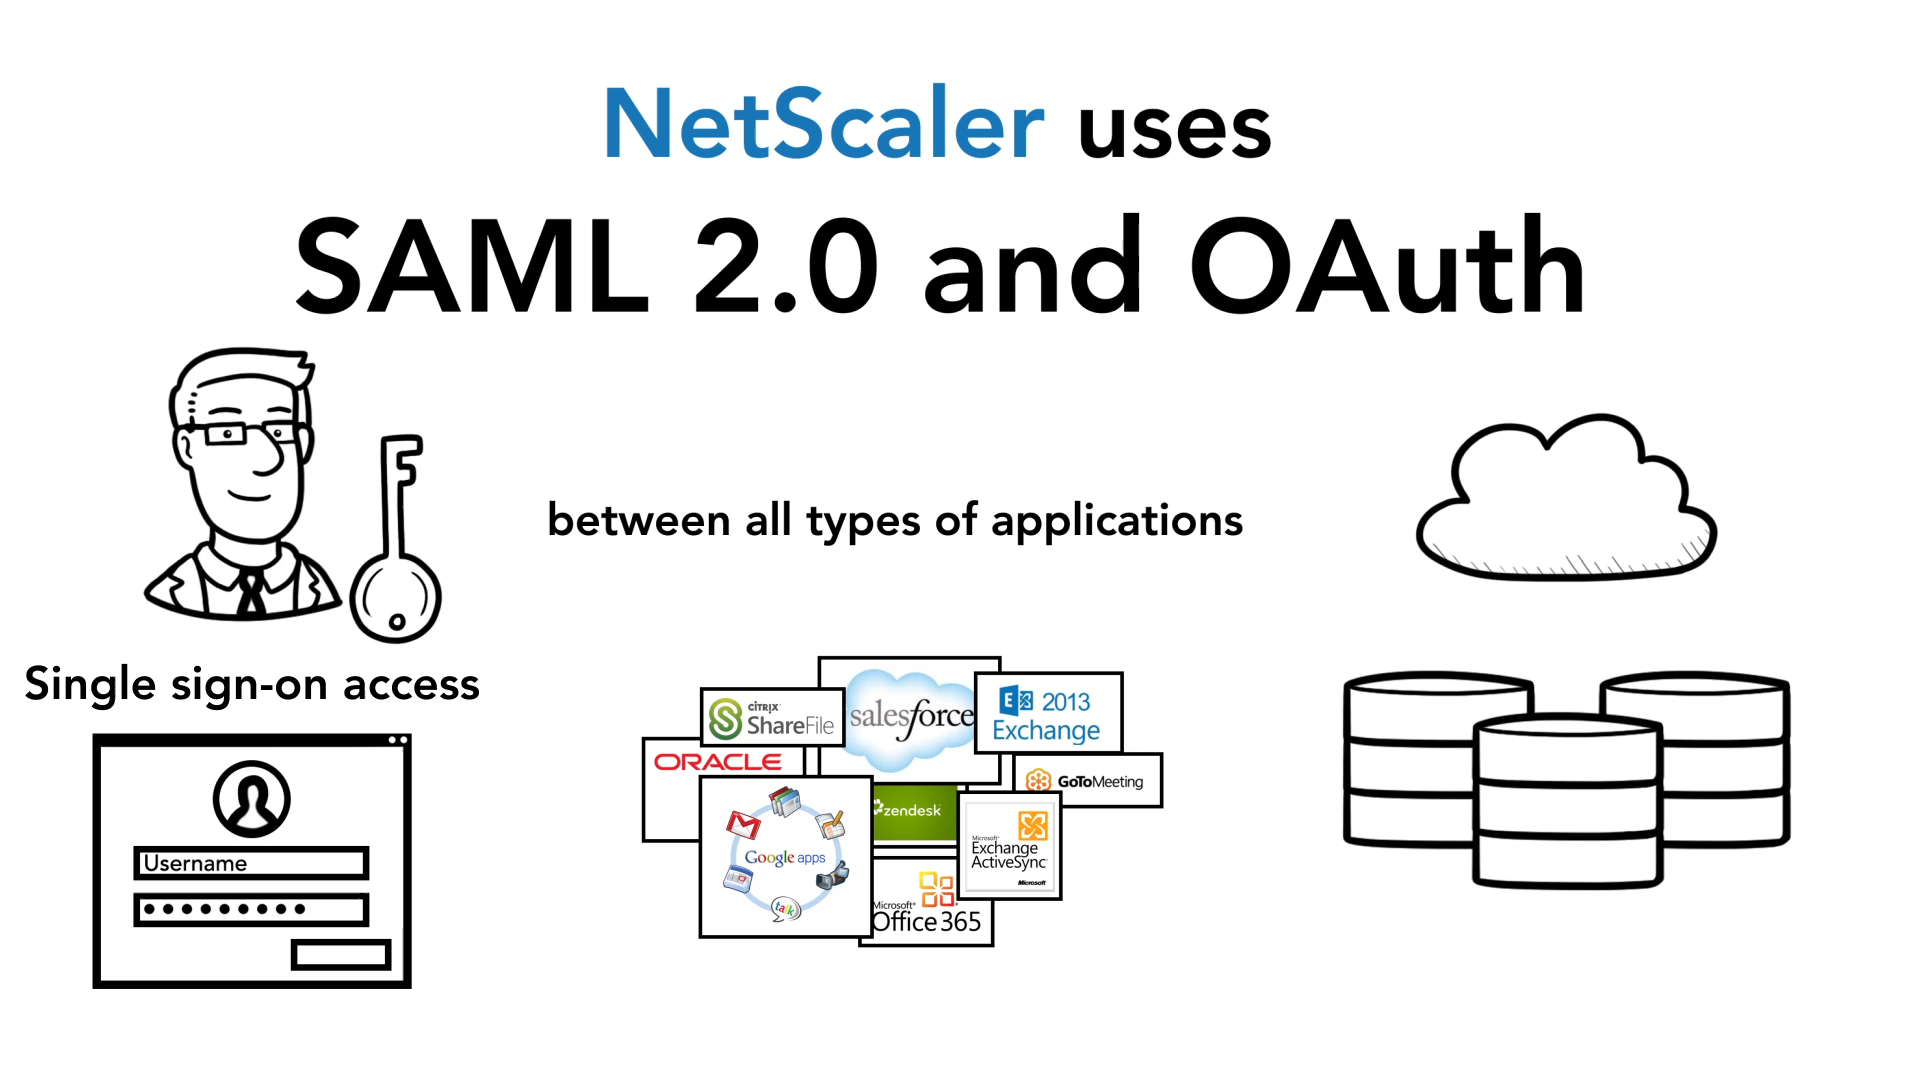 NetScaler uses
SAML 2.0 and OAuth
between all types of applications
Single sign-on access
Username
CITRIX
ShareFile
salesforce
E 2013
Exchange
ORACLE
GoToMeeting
zendesk
Google apps
talk
Microsoft
Exchange
ActiveSync
Microsoft
Microsoft
Office 365